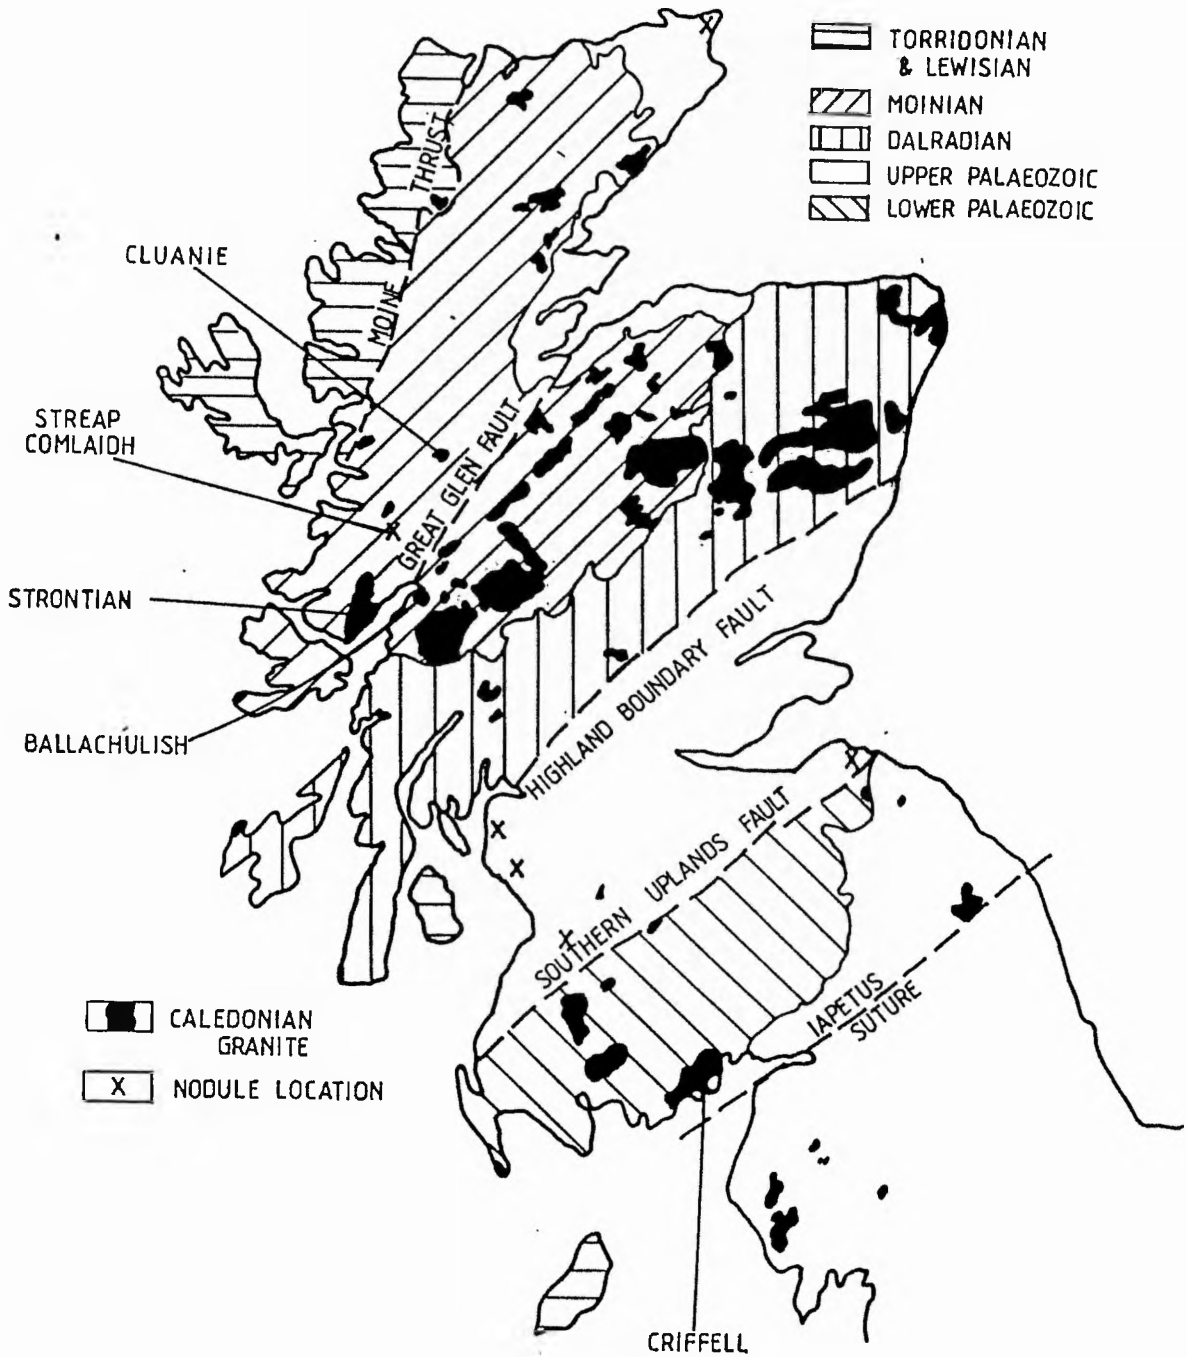 TORRIDONIAN
& LEWISIAN
MOINIAN
DALRADIAN
UPPER PALAEOZOIC
LOWER PALAEOZOIC
MOINE THRUST
CLUANIE
STREAP
COMLAIDH
GREAT GLEN FAULT
STRONTIAN
BALLACHULISH
HIGHLAND BOUNDARY FAULT
SOUTHERN UPLANDS FAULT
IAPETUS
SUTURE
CALEDONIAN
GRANITE
X NODULE LOCATION
CRIFFELL